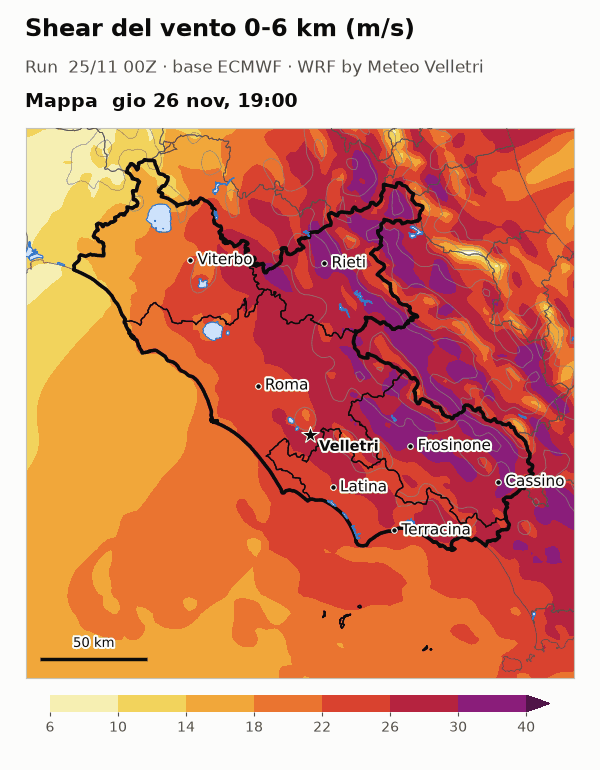 Shear del vento 0-6 km (m/s)
Run  25/11 00Z · base ECMWF · WRF by Meteo Velletri
Mappa  gio 26 nov, 19:00
Viterbo
Rieti
Roma
Velletri
Frosinone
Cassino
Latina
Terracina
50 km
6 10 14 18 22 26 30 40